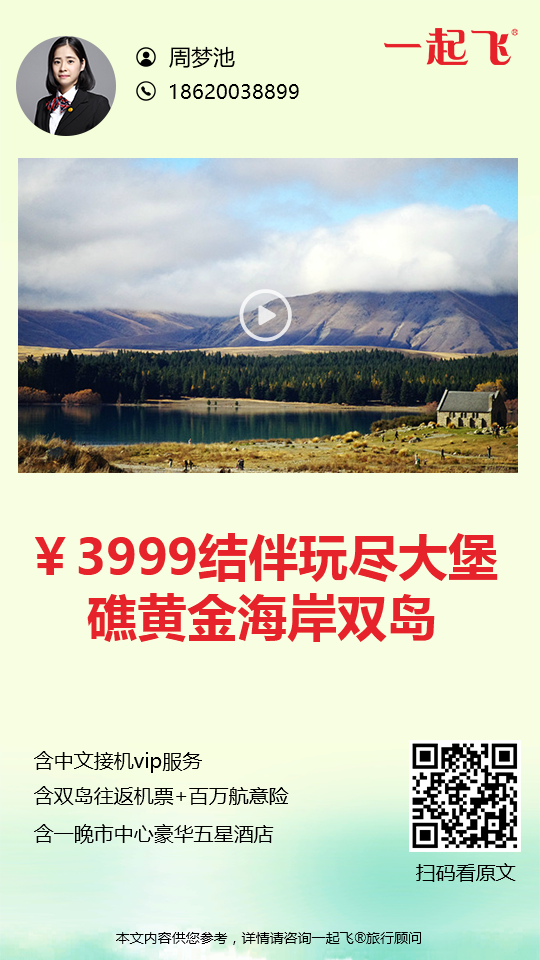 周梦池
一起飞®
18620038899
￥3999结伴玩尽大堡
礁黄金海岸双岛
含中文接机vip服务
含双岛往返机票+百万航意险
含一晚市中心豪华五星酒店
扫码看原文
本文内容供您参考，详情请咨询一起飞®旅行顾问